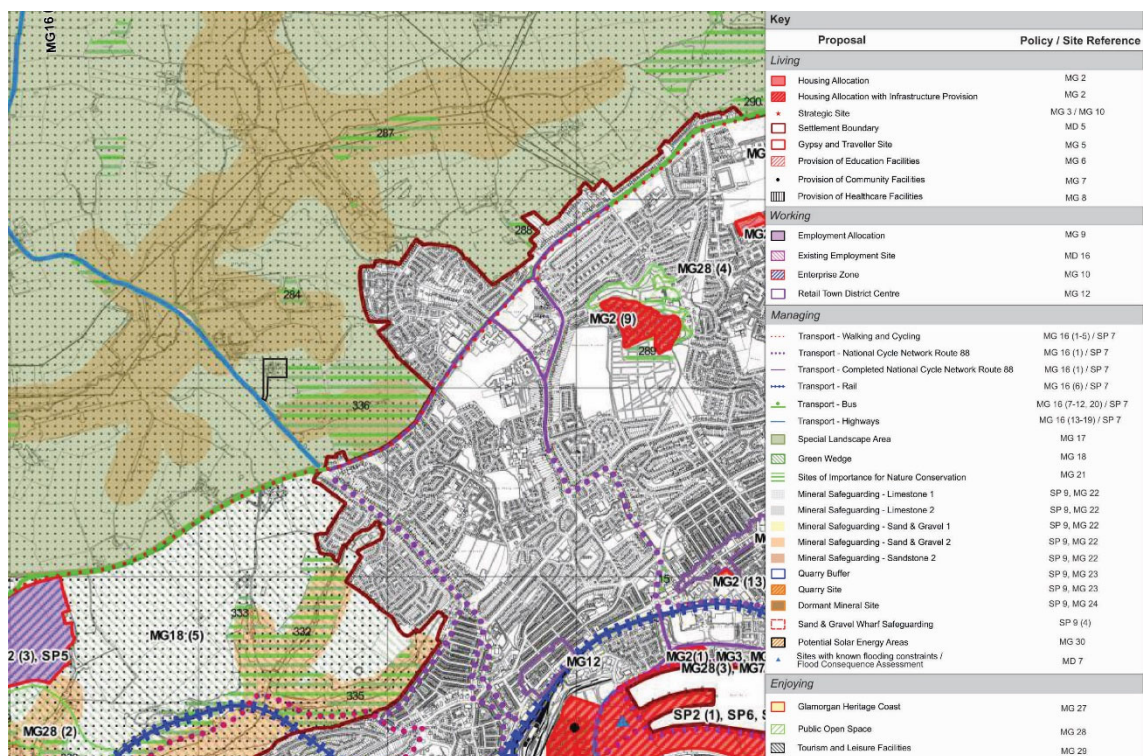 MG16 (
287
290
288
284
336
MG28 (4)
MG2 (9)
289
MG2 (13)
333
332
MG18 (5)
2 (3), SP5
335
MG28 (2)
MG12
MG2(1), MG3, MG
MG28(3), MG7
SP2 (1), SP6, S
Key
Proposal Policy / Site Reference
Living
Housing Allocation MG 2
Housing Allocation with Infrastructure Provision MG 2
Strategic Site MG 3 / MG 10
Settlement Boundary MD 5
Gypsy and Traveller Site MG 5
Provision of Education Facilities MG 6
Provision of Community Facilities MG 7
Provision of Healthcare Facilities MG 8
Working
Employment Allocation MG 9
Existing Employment Site MD 16
Enterprise Zone MG 10
Retail Town District Centre MG 12
Managing
Transport - Walking and Cycling MG 16 (1-5) / SP 7
Transport - National Cycle Network Route 88 MG 16 (1) / SP 7
Transport - Completed National Cycle Network Route 88 MG 16 (1) / SP 7
Transport - Rail MG 16 (6) / SP 7
Transport - Bus MG 16 (7-12, 20) / SP 7
Transport - Highways MG 16 (13-19) / SP 7
Special Landscape Area MG 17
Green Wedge MG 18
Sites of Importance for Nature Conservation MG 21
Mineral Safeguarding - Limestone 1 SP 9, MG 22
Mineral Safeguarding - Limestone 2 SP 9, MG 22
Mineral Safeguarding - Sand & Gravel 1 SP 9, MG 22
Mineral Safeguarding - Sand & Gravel 2 SP 9, MG 22
Mineral Safeguarding - Sandstone 2 SP 9, MG 22
Quarry Buffer SP 9, MG 23
Quarry Site SP 9, MG 23
Dormant Mineral Site SP 9, MG 24
Sand & Gravel Wharf Safeguarding SP 9 (4)
Potential Solar Energy Areas MG 30
Sites with known flooding constraints /
Flood Consequence Assessment MD 7
Enjoying
Glamorgan Heritage Coast MG 27
Public Open Space MG 28
Tourism and Leisure Facilities MG 29